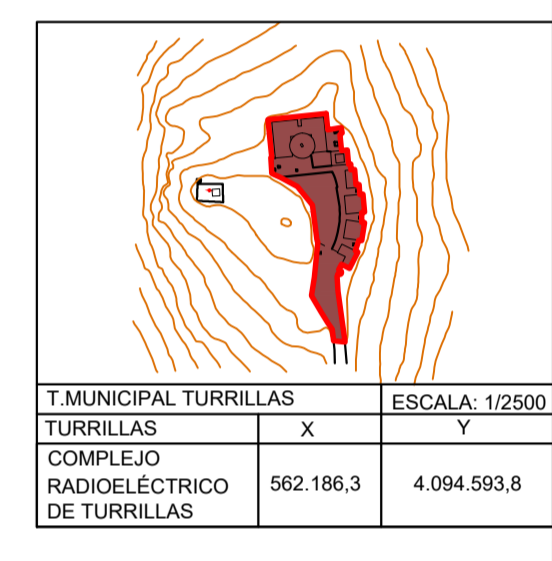 T.MUNICIPAL TURRILLAS ESCALA: 1/2500
TURRILLAS X Y
COMPLEJO
RADIOELÉCTRICO 562.186,3 4.094.593,8
DE TURRILLAS